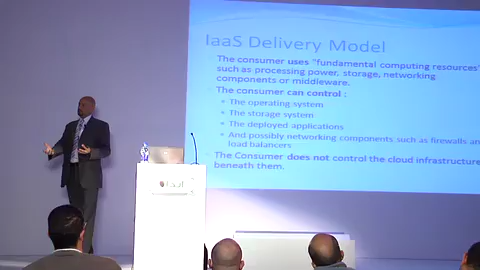 IaaS Delivery Model
The consumer uses "fundamental computing resources"
such as processing power, storage, networking
components or middleware.
The consumer can control :
The operating system
The storage system
The deployed applications
And possibly networking components such as firewalls and
load balancers
The Consumer does not control the cloud infrastructure
beneath them.